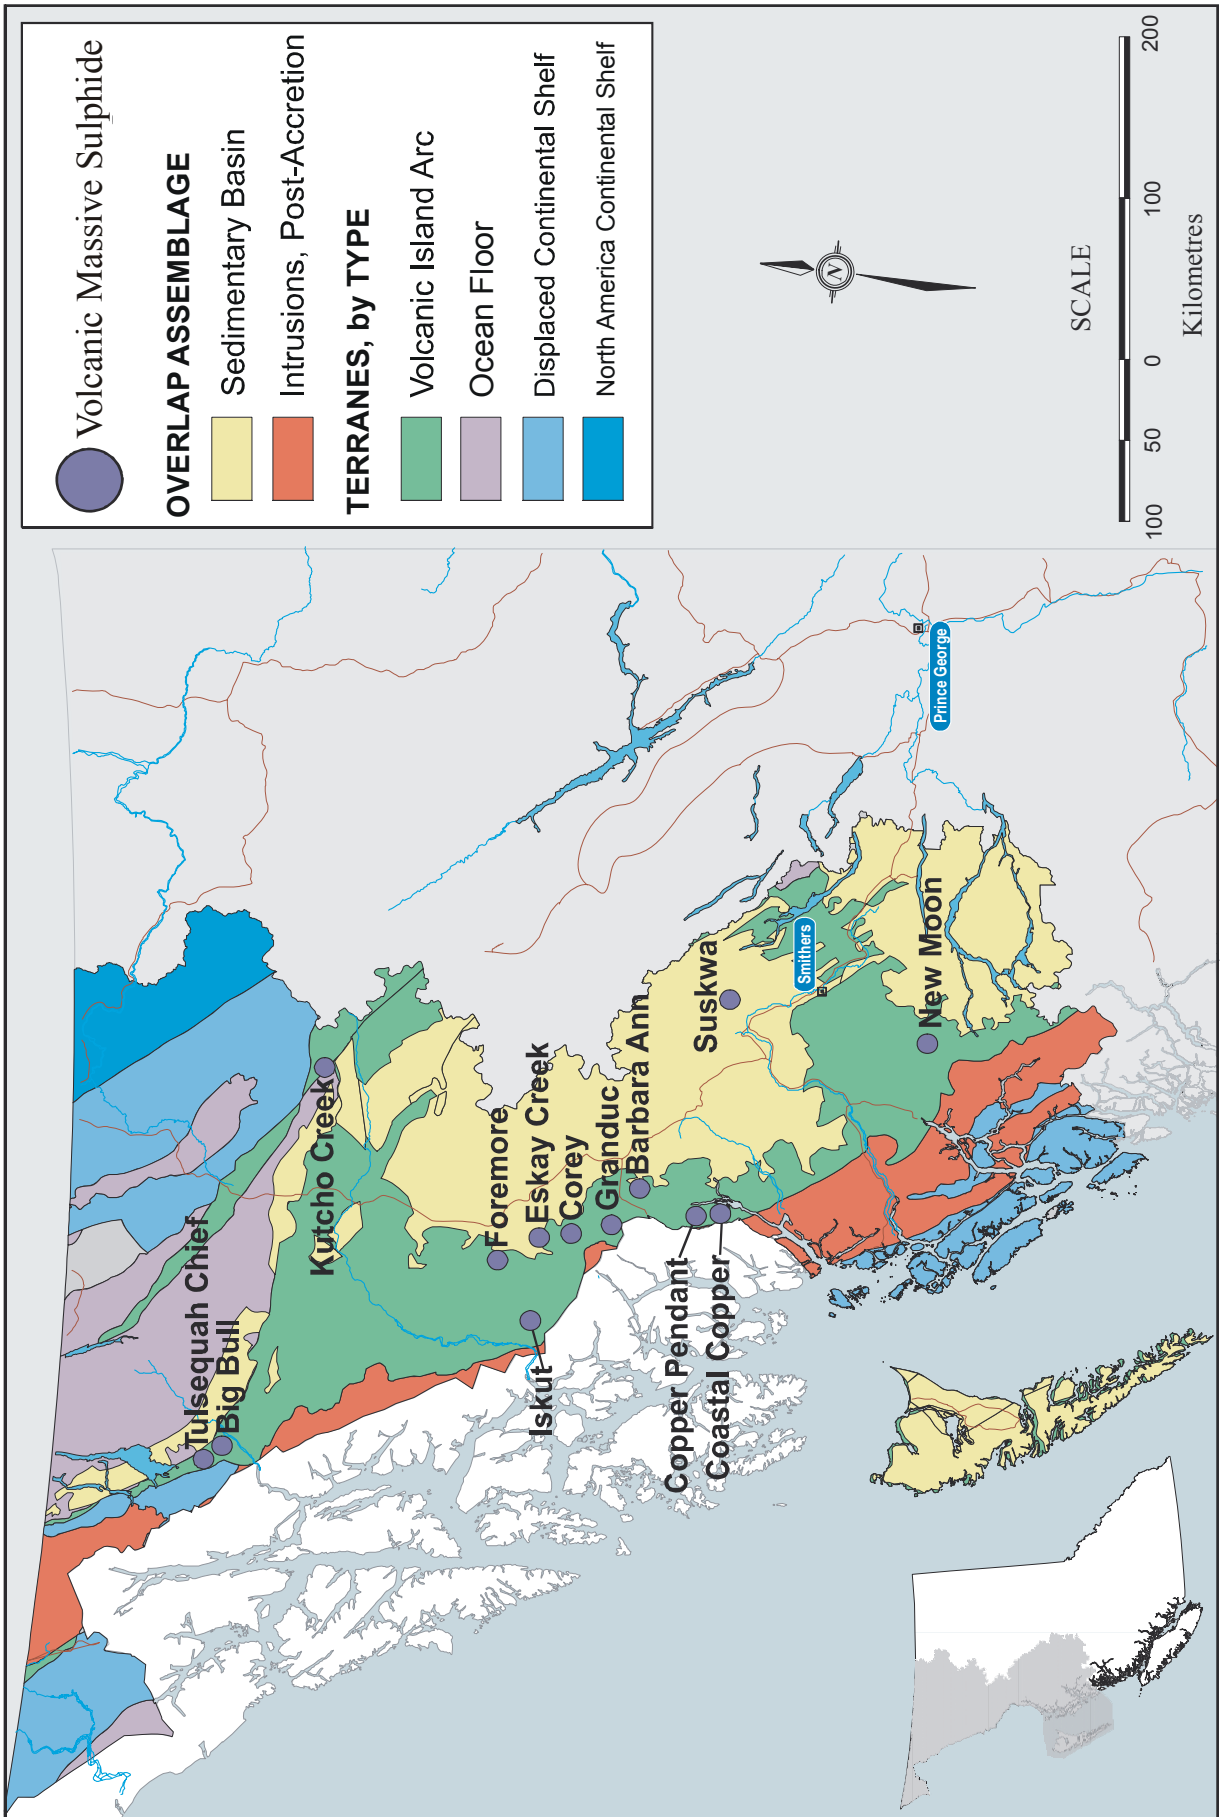 Volcanic Massive Sulphide
OVERLAP ASSEMBLAGE
Sedimentary Basin
Intrusions, Post-Accretion
TERRANES, by TYPE
Volcanic Island Arc
Ocean Floor
Displaced Continental Shelf
North America Continental Shelf
N
SCALE
100 50 0 100 200
Kilometres
Tulsequah Chief
Big Bull
Kutcho Creek
Foremore
Eskay Creek
Corey
Granduc
Barbara Ann
Iskut
Copper Pendant
Coastal Copper
Suskwa
Smithers
New Moon
Prince George